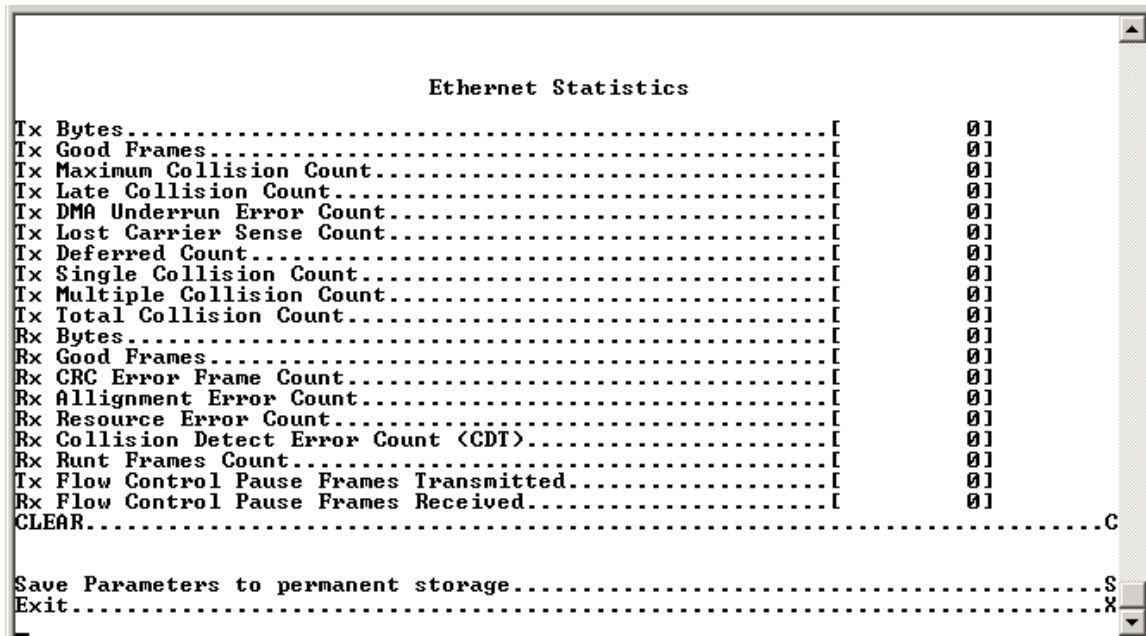 Ethernet Statistics
Tx Bytes...................................................[ 0]
Tx Good Frames.............................................[ 0]
Tx Maximum Collision Count.................................[ 0]
Tx Late Collision Count....................................[ 0]
Tx DMA Underrun Error Count................................[ 0]
Tx Lost Carrier Sense Count................................[ 0]
Tx Deferred Count..........................................[ 0]
Tx Single Collision Count..................................[ 0]
Tx Multiple Collision Count................................[ 0]
Tx Total Collision Count...................................[ 0]
Rx Bytes...................................................[ 0]
Rx Good Frames.............................................[ 0]
Rx CRC Error Frame Count...................................[ 0]
Rx Allignment Error Count..................................[ 0]
Rx Resource Error Count....................................[ 0]
Rx Collision Detect Error Count (CDT)......................[ 0]
Rx Runt Frames Count.......................................[ 0]
Tx Flow Control Pause Frames Transmitted...................[ 0]
Rx Flow Control Pause Frames Received......................[ 0]
CLEAR..........................................................................C
Save Parameters to permanent storage...........................................S
Exit...........................................................................X